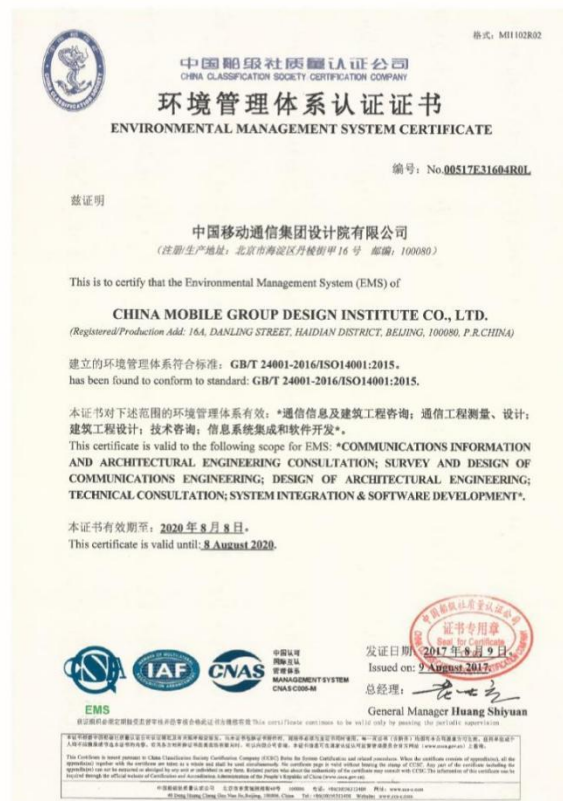 格式：MI1102R02
中国船级社质量认证公司
CHINA CLASSIFICATION SOCIETY CERTIFICATION COMPANY
环境管理体系认证证书
ENVIRONMENTAL MANAGEMENT SYSTEM CERTIFICATE
编号：No.00517E31604R0L
兹证明
中国移动通信集团设计院有限公司
（注册/生产地址：北京市海淀区丹棱街甲16号 邮编：100080）
This is to certify that the Environmental Management System (EMS) of
CHINA MOBILE GROUP DESIGN INSTITUTE CO., LTD.
(Registered/Production Add: 16A, DANLING STREET, HAIDIAN DISTRICT, BEIJING, 100080, P.R.CHINA)
建立的环境管理体系符合标准：GB/T 24001-2016/ISO14001:2015。
has been found to conform to standard: GB/T 24001-2016/ISO14001:2015.
本证书对下述范围的环境管理体系有效：*通信信息及建筑工程咨询；通信工程测量、设计；
建筑工程设计；技术咨询；信息系统集成和软件开发*。
This certificate is valid to the following scope for EMS: *COMMUNICATIONS INFORMATION
AND ARCHITECTURAL ENGINEERING CONSULTATION; SURVEY AND DESIGN OF
COMMUNICATIONS ENGINEERING; DESIGN OF ARCHITECTURAL ENGINEERING;
TECHNICAL CONSULTATION; SYSTEM INTEGRATION & SOFTWARE DEVELOPMENT*.
本证书有效期至：2020年8月8日。
This certificate is valid until: 8 August 2020.
证书专用章
Seal for Certificate
发证日期：2017年8月9日。
Issued on: 9 August 2017.
总经理：
General Manager Huang Shiyuan
IAF
CNAS
中国认可
国际互认
管理体系
MANAGEMENT SYSTEM
CNAS C005-M
EMS
This certificate continues to be valid only by passing the periodic supervision